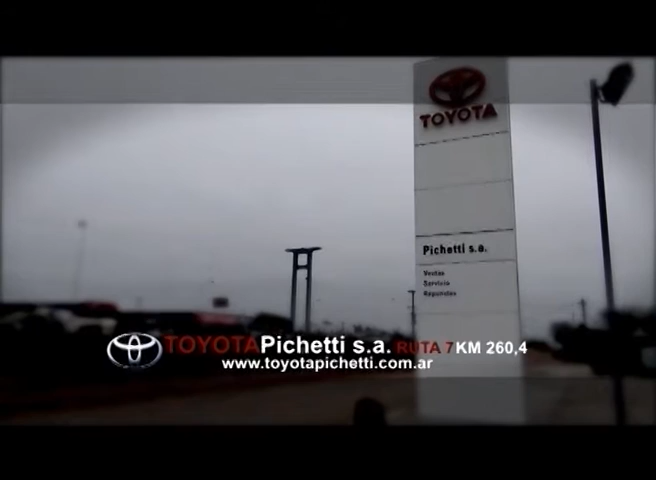 TOYOTA
Pichetti s.a.
Ventas
Servicio
Repuestos
TOYOTA Pichetti s.a. RUTA 7 KM 260,4
www.toyotapichetti.com.ar